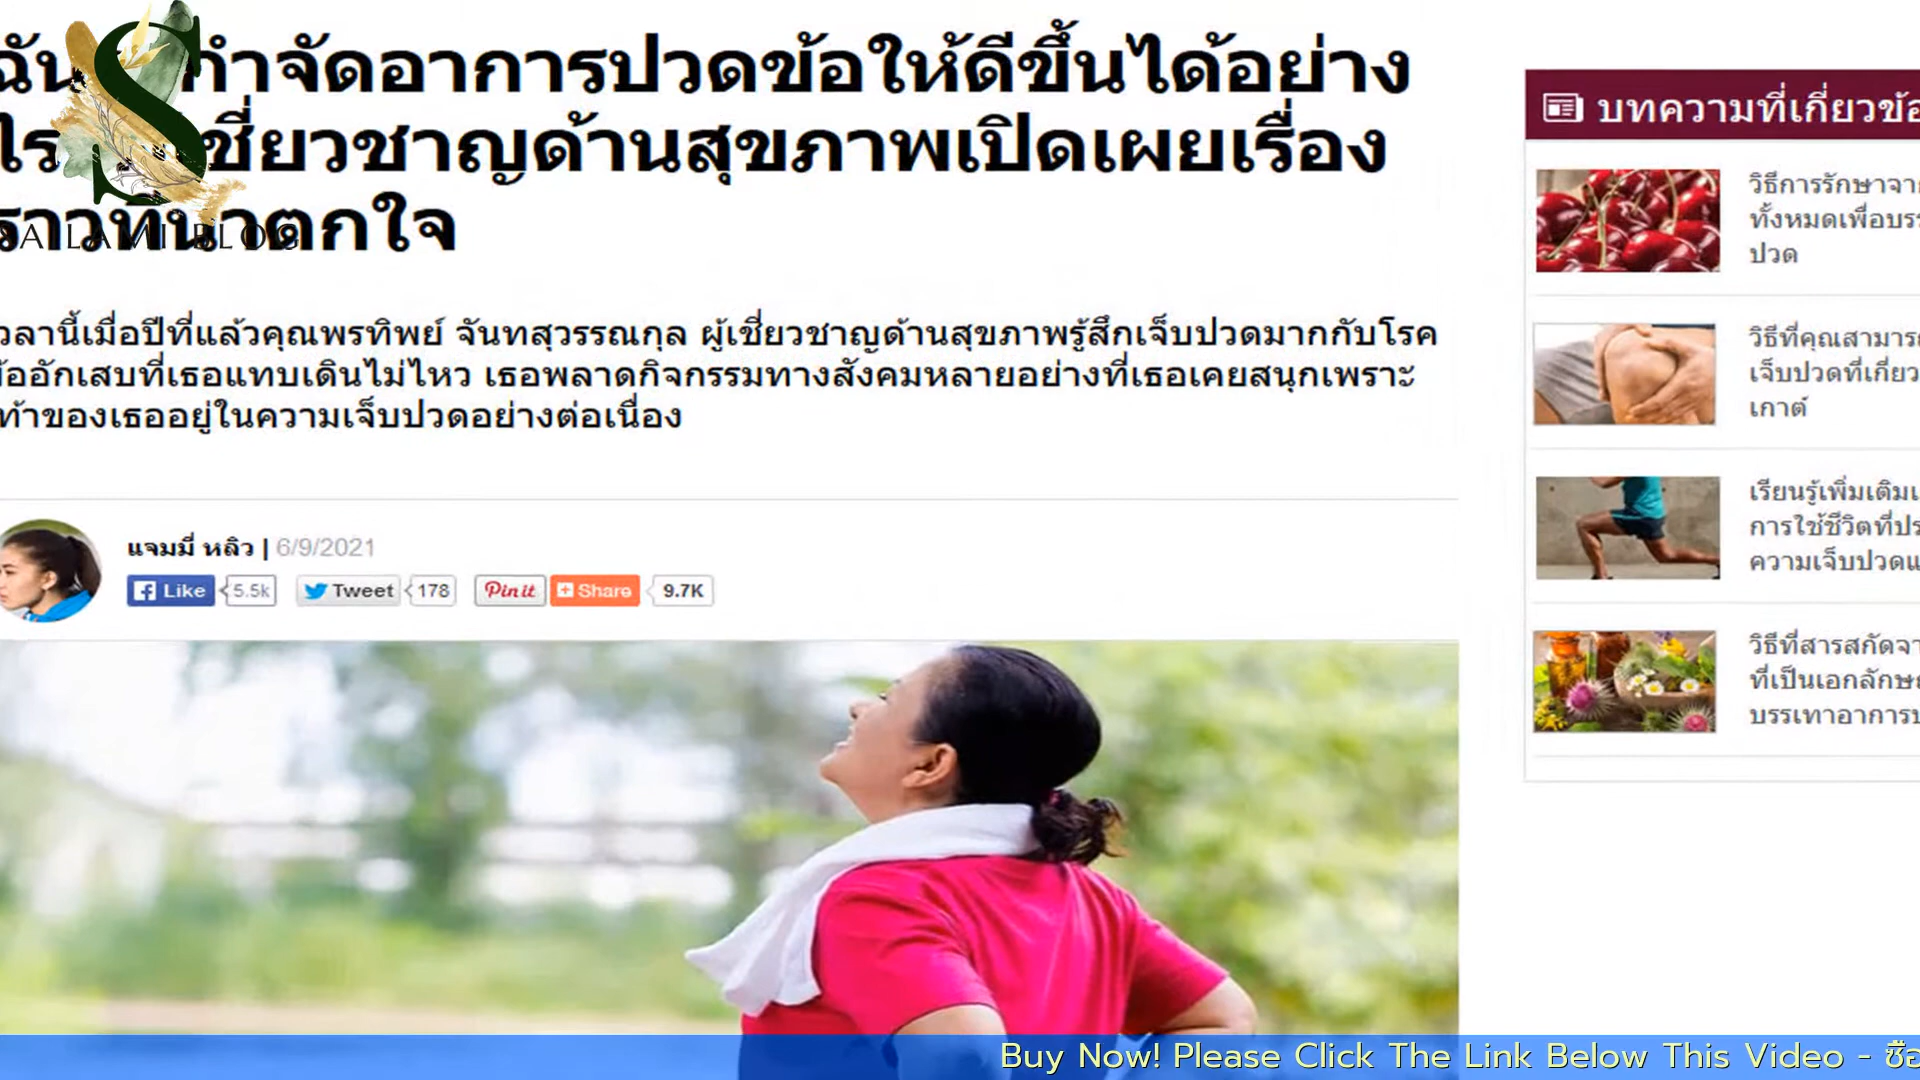 กำจัดอาการปวดข้อให้ดีขึ้นได้อย่าง
เชี่ยวชาญด้านสุขภาพเปิดเผยเรื่อง
ตกใจ
SAILAMI BLOG
วลานี้เมื่อปีที่แล้วคุณพรทิพย์ จันทสุวรรณกุล ผู้เชี่ยวชาญด้านสุขภาพรู้สึกเจ็บปวดมากกับโรค
ข้ออักเสบที่เธอแทบเดินไม่ไหว เธอพลาดกิจกรรมทางสังคมหลายอย่างที่เธอเคยสนุกเพราะ
ท้าของเธออยู่ในความเจ็บปวดอย่างต่อเนื่อง
แจมมี่ หลิว | 6/9/2021
Like 5.5k Tweet 178 Pin it Share 9.7K
บทความที่เกี่ยวข้อ
วิธีการรักษาจา
ทั้งหมดเพื่อบรร
ปวด
วิธีที่คุณสามาร
เจ็บปวดที่เกี่ยว
เกาต์
เรียนรู้เพิ่มเติมเ
การใช้ชีวิตที่ปร
ความเจ็บปวดแ
วิธีที่สารสกัดจา
ที่เป็นเอกลักษณ
บรรเทาอาการป
Buy Now! Please Click The Link Below This Video - ซื้อ